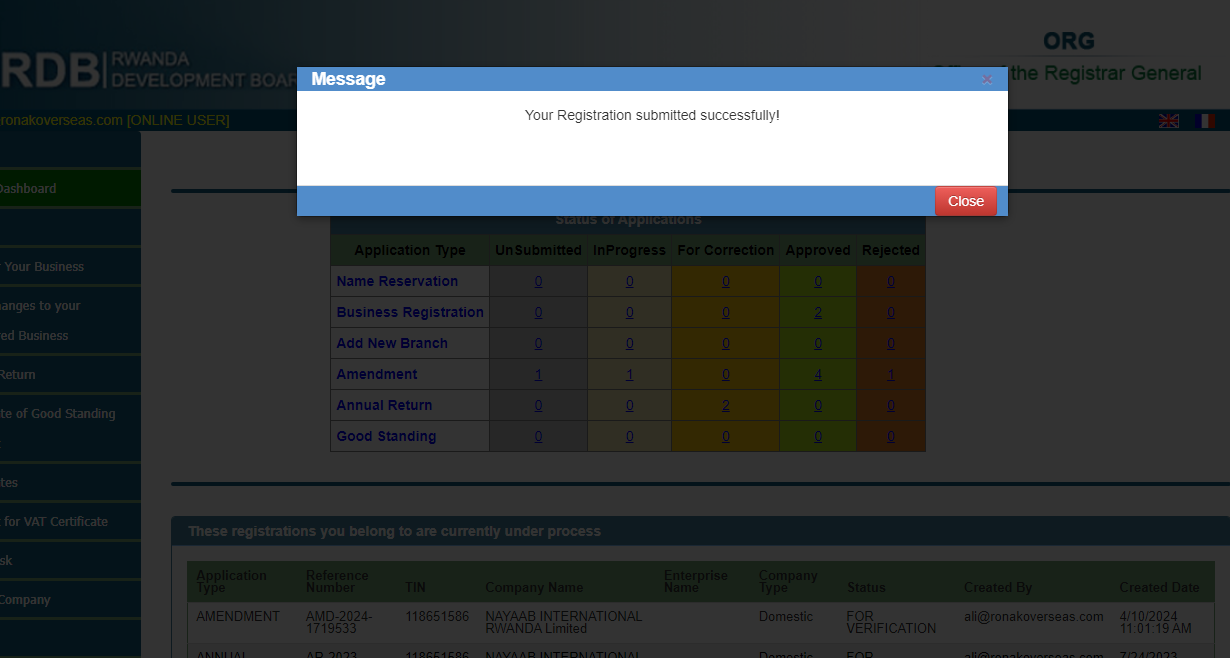 RDB RWANDA
DEVELOPMENT BOAR
ORG
the Registrar General
ronakoverseas.com [ONLINE USER]
Message ×
Your Registration submitted successfully!
Close
Dashboard
Your Business
anges to your
ed Business
Return
te of Good Standing
tes
for VAT Certificate
sk
Company
Status of Applications
Application Type UnSubmitted InProgress For Correction Approved Rejected
Name Reservation 0 0 0 0 0
Business Registration 0 0 0 2 0
Add New Branch 0 0 0 0 0
Amendment 1 1 0 4 1
Annual Return 0 0 2 0 0
Good Standing 0 0 0 0 0
These registrations you belong to are currently under process
Application Type Reference Number TIN Company Name Enterprise Name Company Type Status Created By Created Date
AMENDMENT AMD-2024- 118651586 NAYAAB INTERNATIONAL Domestic FOR ali@ronakoverseas.com 4/10/2024
1719533 RWANDA Limited VERIFICATION 11:01:19 AM
ANNUAL AR-2023- 118651586 NAYAAB INTERNATIONAL Domestic FOR ali@ronakoverseas.com 7/24/2023